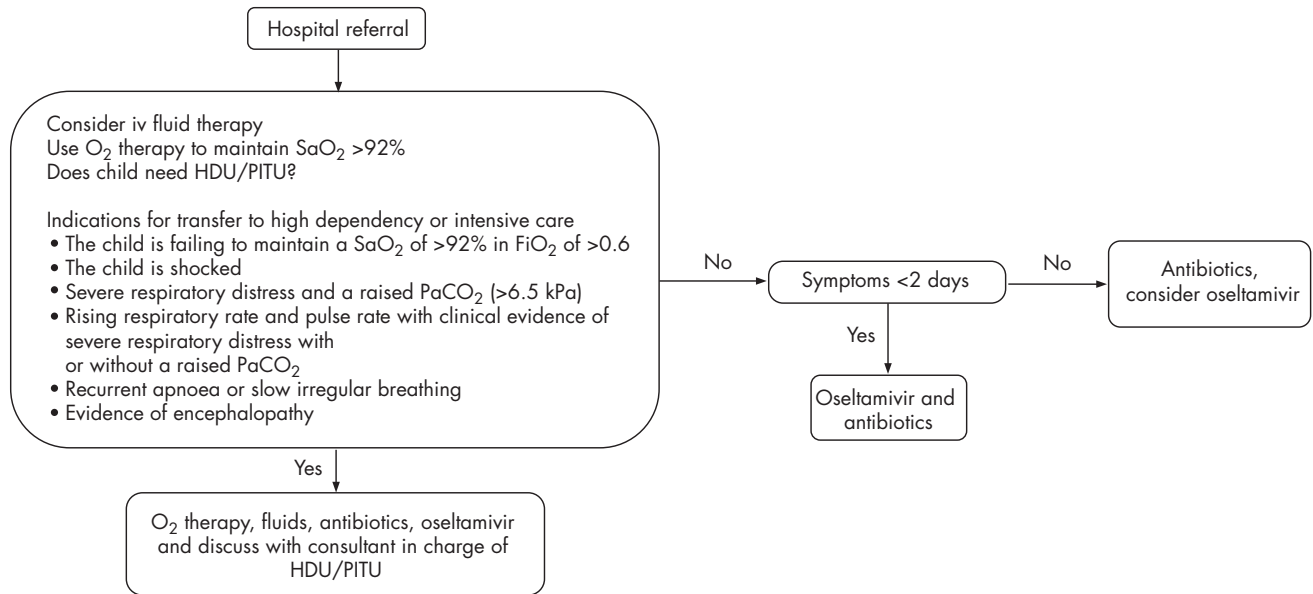 Hospital referral
Consider iv fluid therapy
Use O₂ therapy to maintain SaO₂ >92%
Does child need HDU/PITU?
Indications for transfer to high dependency or intensive care
• The child is failing to maintain a SaO₂ of >92% in FiO₂ of >0.6
• The child is shocked
• Severe respiratory distress and a raised PaCO₂ (>6.5 kPa)
• Rising respiratory rate and pulse rate with clinical evidence of
severe respiratory distress with
or without a raised PaCO₂
• Recurrent apnoea or slow irregular breathing
• Evidence of encephalopathy
No
Symptoms <2 days
No
Antibiotics,
consider oseltamivir
Yes
Oseltamivir and
antibiotics
Yes
O₂ therapy, fluids, antibiotics, oseltamivir
and discuss with consultant in charge of
HDU/PITU